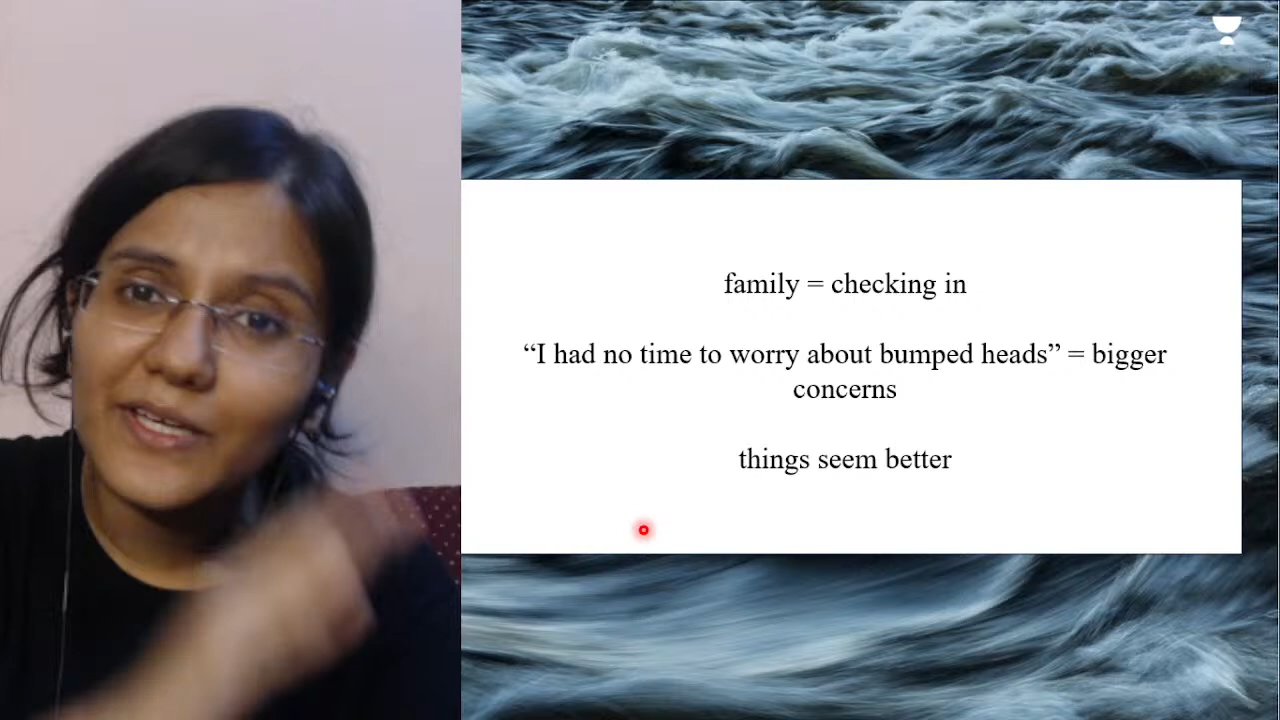 family = checking in
“I had no time to worry about bumped heads” = bigger
concerns
things seem better